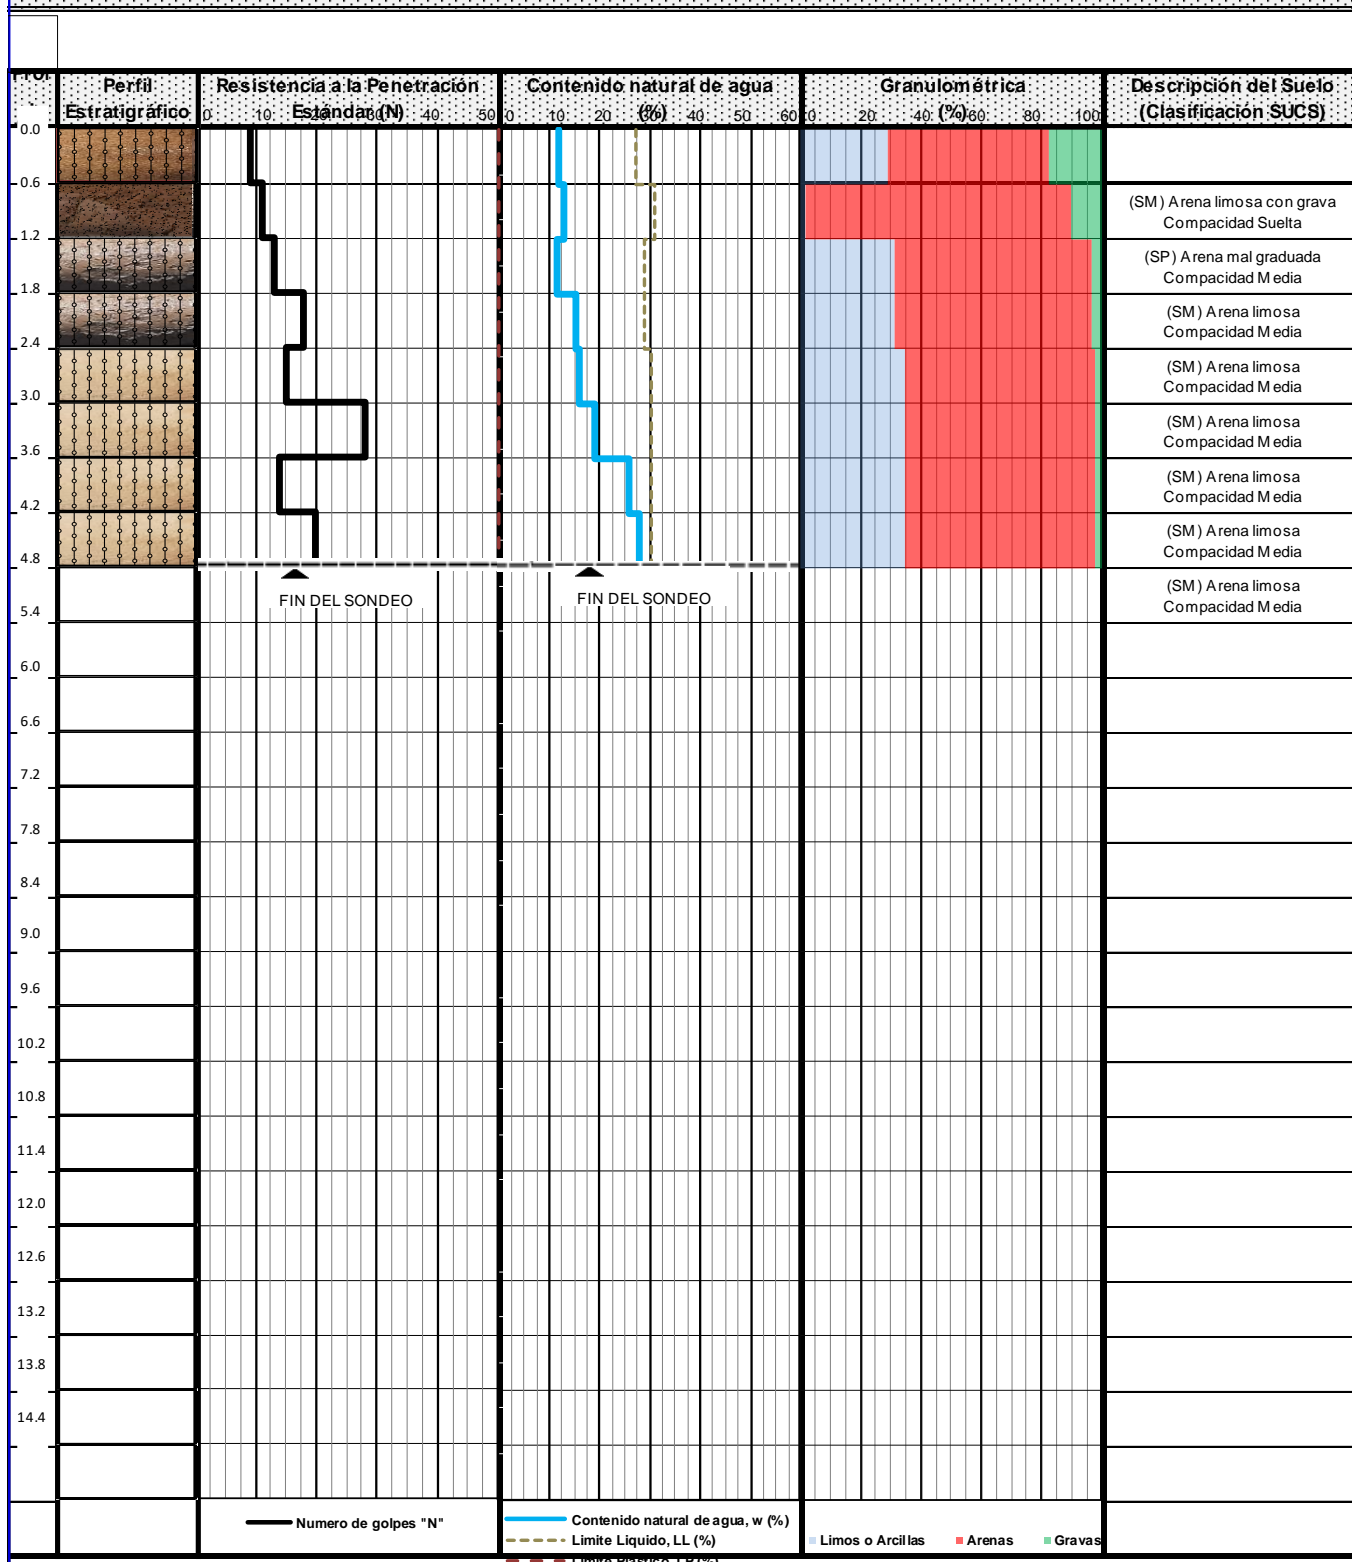 Perfil
Estratigráfico
Resistencia a la Penetración
Estándar (N)
0 10 20 30 40 50
Contenido natural de agua
(%)
0 10 20 30 40 50 60
Granulométrica
(%)
0 20 40 60 80 100
Descripción del Suelo
(Clasificación SUCS)
0.0
0.6
(SM) Arena limosa con grava
Compacidad Suelta
1.2
(SP) Arena mal graduada
Compacidad Media
1.8
(SM) Arena limosa
Compacidad Media
2.4
(SM) Arena limosa
Compacidad Media
3.0
(SM) Arena limosa
Compacidad Media
3.6
(SM) Arena limosa
Compacidad Media
4.2
(SM) Arena limosa
Compacidad Media
4.8
FIN DEL SONDEO
FIN DEL SONDEO
(SM) Arena limosa
Compacidad Media
5.4
6.0
6.6
7.2
7.8
8.4
9.0
9.6
10.2
10.8
11.4
12.0
12.6
13.2
13.8
14.4
Numero de golpes "N"
Contenido natural de agua, w (%)
Limite Liquido, LL (%)
Limite Plástico, LP (%)
Limos o Arcillas
Arenas
Gravas